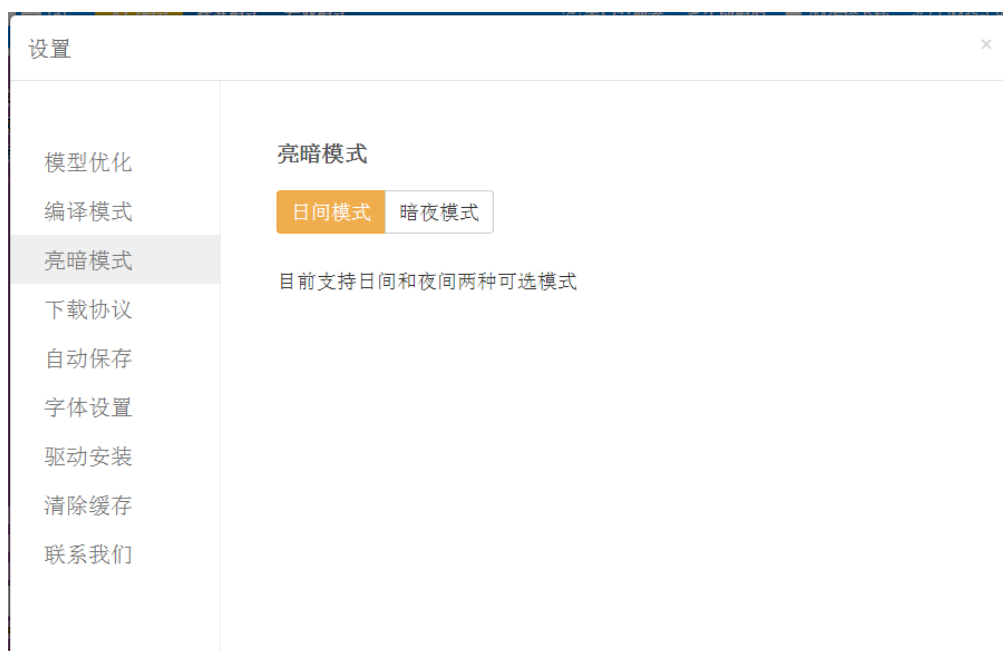 设置
×
模型优化
编译模式
亮暗模式
下载协议
自动保存
字体设置
驱动安装
清除缓存
联系我们
亮暗模式
日间模式 暗夜模式
目前支持日间和夜间两种可选模式